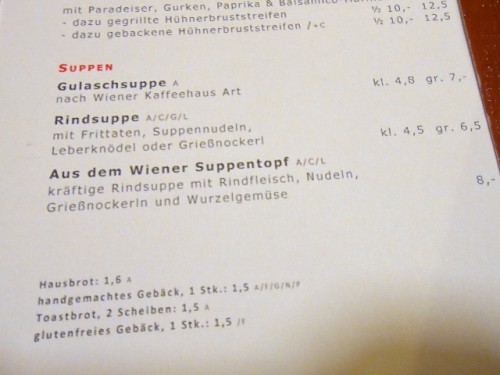 mit Paradeiser, Gurken, Paprika & Balsamico-
- dazu gegrillte Hühnerbruststreifen ½ 10,- 12,5
- dazu gebackene Hühnerbruststreifen /+C ½ 10,- 12,5
SUPPEN
Gulaschsuppe A kl. 4,8 gr. 7,-
nach Wiener Kaffeehaus Art
Rindsuppe A/C/G/L
mit Frittaten, Suppennudeln, kl. 4,5 gr. 6,5
Leberknödel oder Grießnockerl
Aus dem Wiener Suppentopf A/C/L
kräftige Rindsuppe mit Rindfleisch, Nudeln, 8,-
Grießnockerln und Wurzelgemüse
Hausbrot: 1,6 A
handgemachtes Gebäck, 1 Stk.: 1,5 A/F/G/N/P
Toastbrot, 2 Scheiben: 1,5 A
glutenfreies Gebäck, 1 Stk.: 1,5 /F